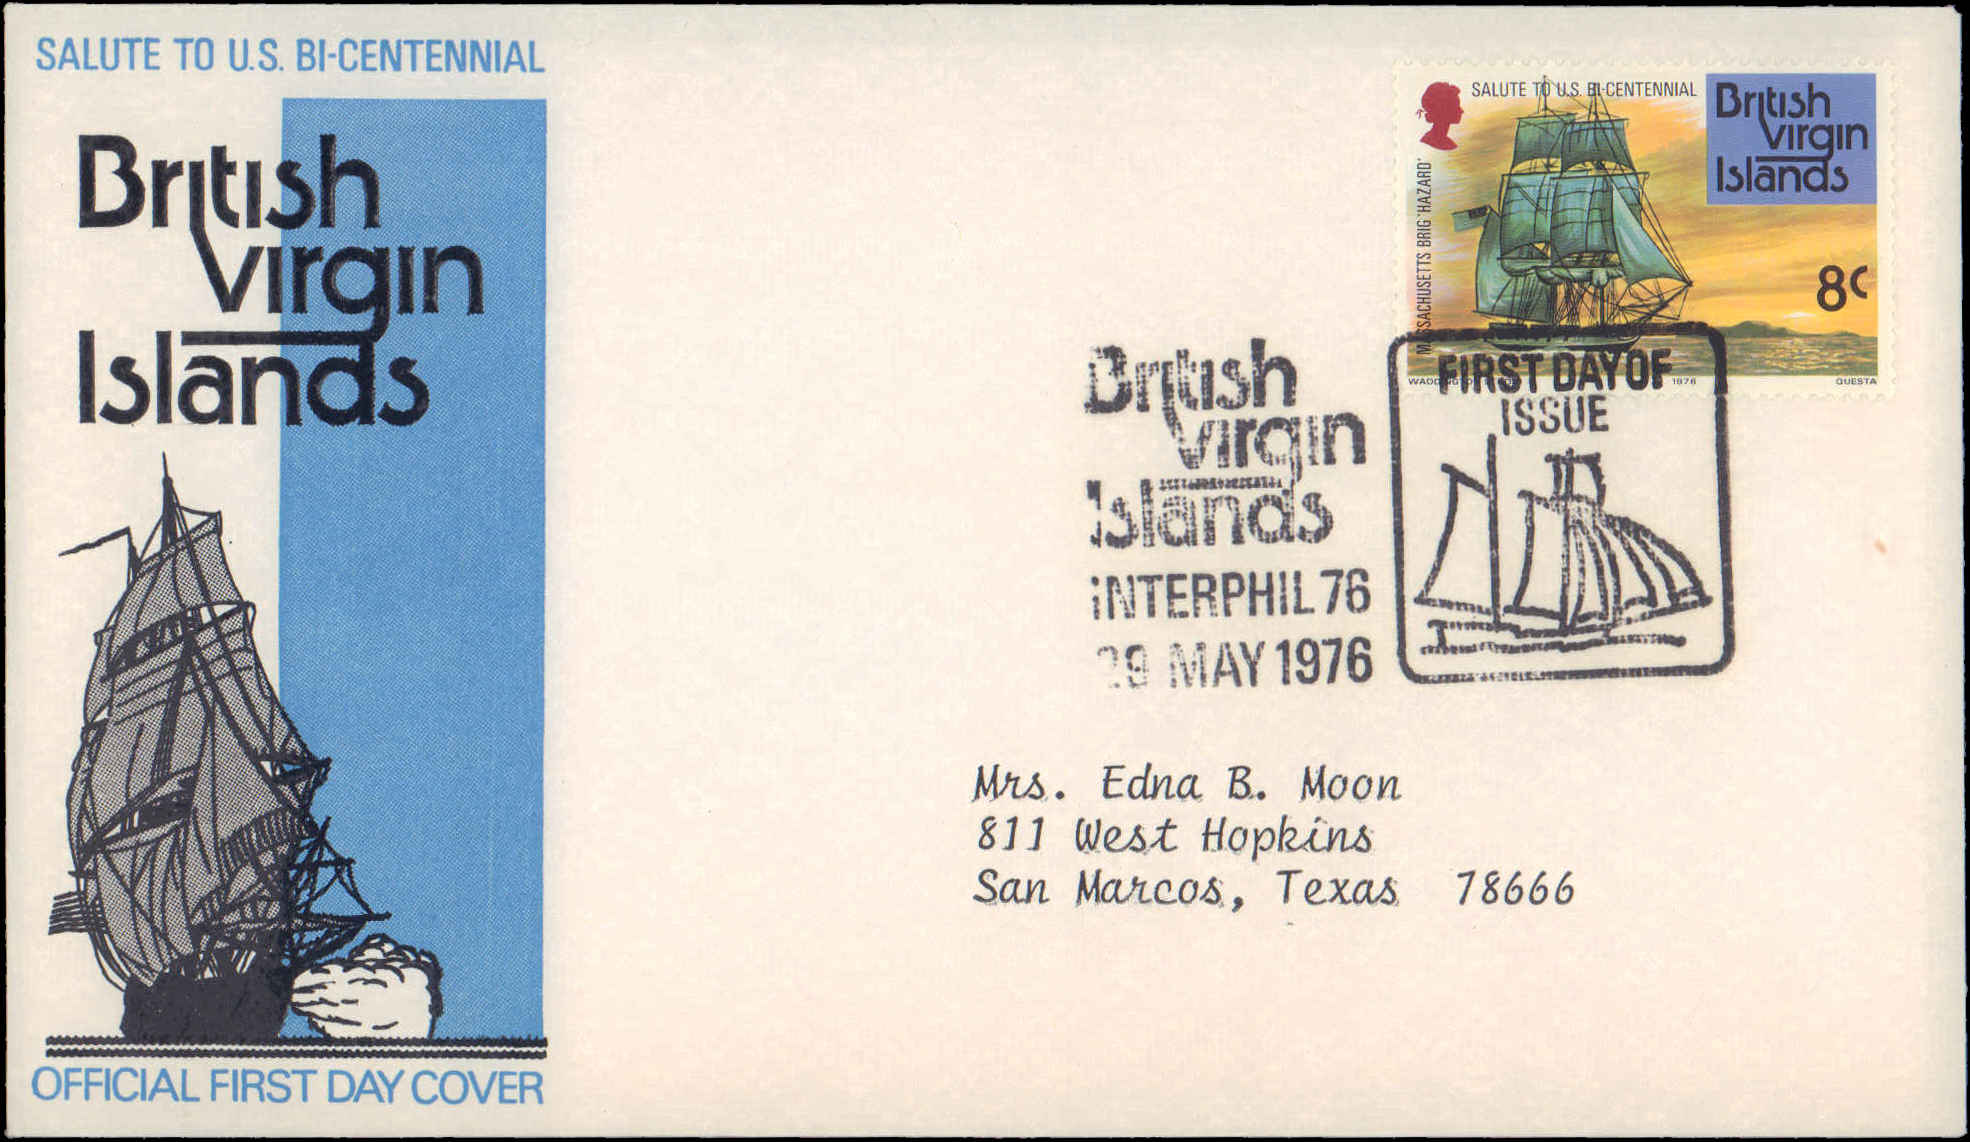 SALUTE TO U.S. BI-CENTENNIAL
British
Virgin
Islands
OFFICIAL FIRST DAY COVER
SALUTE TO U.S. BI-CENTENNIAL
British
Virgin
Islands
MASSACHUSETTS BRIG 'HAZARD'
8c
1976
QUESTA
FIRST DAY OF
ISSUE
British
Virgin
Islands
INTERPHIL 76
29 MAY 1976
Mrs. Edna B. Moon
811 West Hopkins
San Marcos, Texas 78666